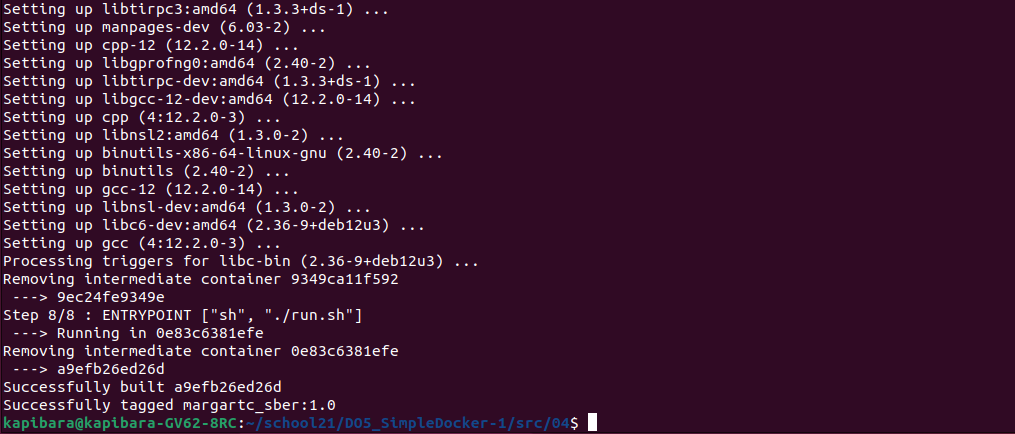 Setting up libtirpc3:amd64 (1.3.3+ds-1) ...
Setting up manpages-dev (6.03-2) ...
Setting up cpp-12 (12.2.0-14) ...
Setting up libgprofng0:amd64 (2.40-2) ...
Setting up libtirpc-dev:amd64 (1.3.3+ds-1) ...
Setting up libgcc-12-dev:amd64 (12.2.0-14) ...
Setting up cpp (4:12.2.0-3) ...
Setting up libnsl2:amd64 (1.3.0-2) ...
Setting up binutils-x86-64-linux-gnu (2.40-2) ...
Setting up binutils (2.40-2) ...
Setting up gcc-12 (12.2.0-14) ...
Setting up libnsl-dev:amd64 (1.3.0-2) ...
Setting up libc6-dev:amd64 (2.36-9+deb12u3) ...
Setting up gcc (4:12.2.0-3) ...
Processing triggers for libc-bin (2.36-9+deb12u3) ...
Removing intermediate container 9349ca11f592
 ---> 9ec24fe9349e
Step 8/8 : ENTRYPOINT ["sh", "./run.sh"]
 ---> Running in 0e83c6381efe
Removing intermediate container 0e83c6381efe
 ---> a9efb26ed26d
Successfully built a9efb26ed26d
Successfully tagged margartc_sber:1.0
kapibara@kapibara-GV62-8RC:~/school21/DO5_SimpleDocker-1/src/04$